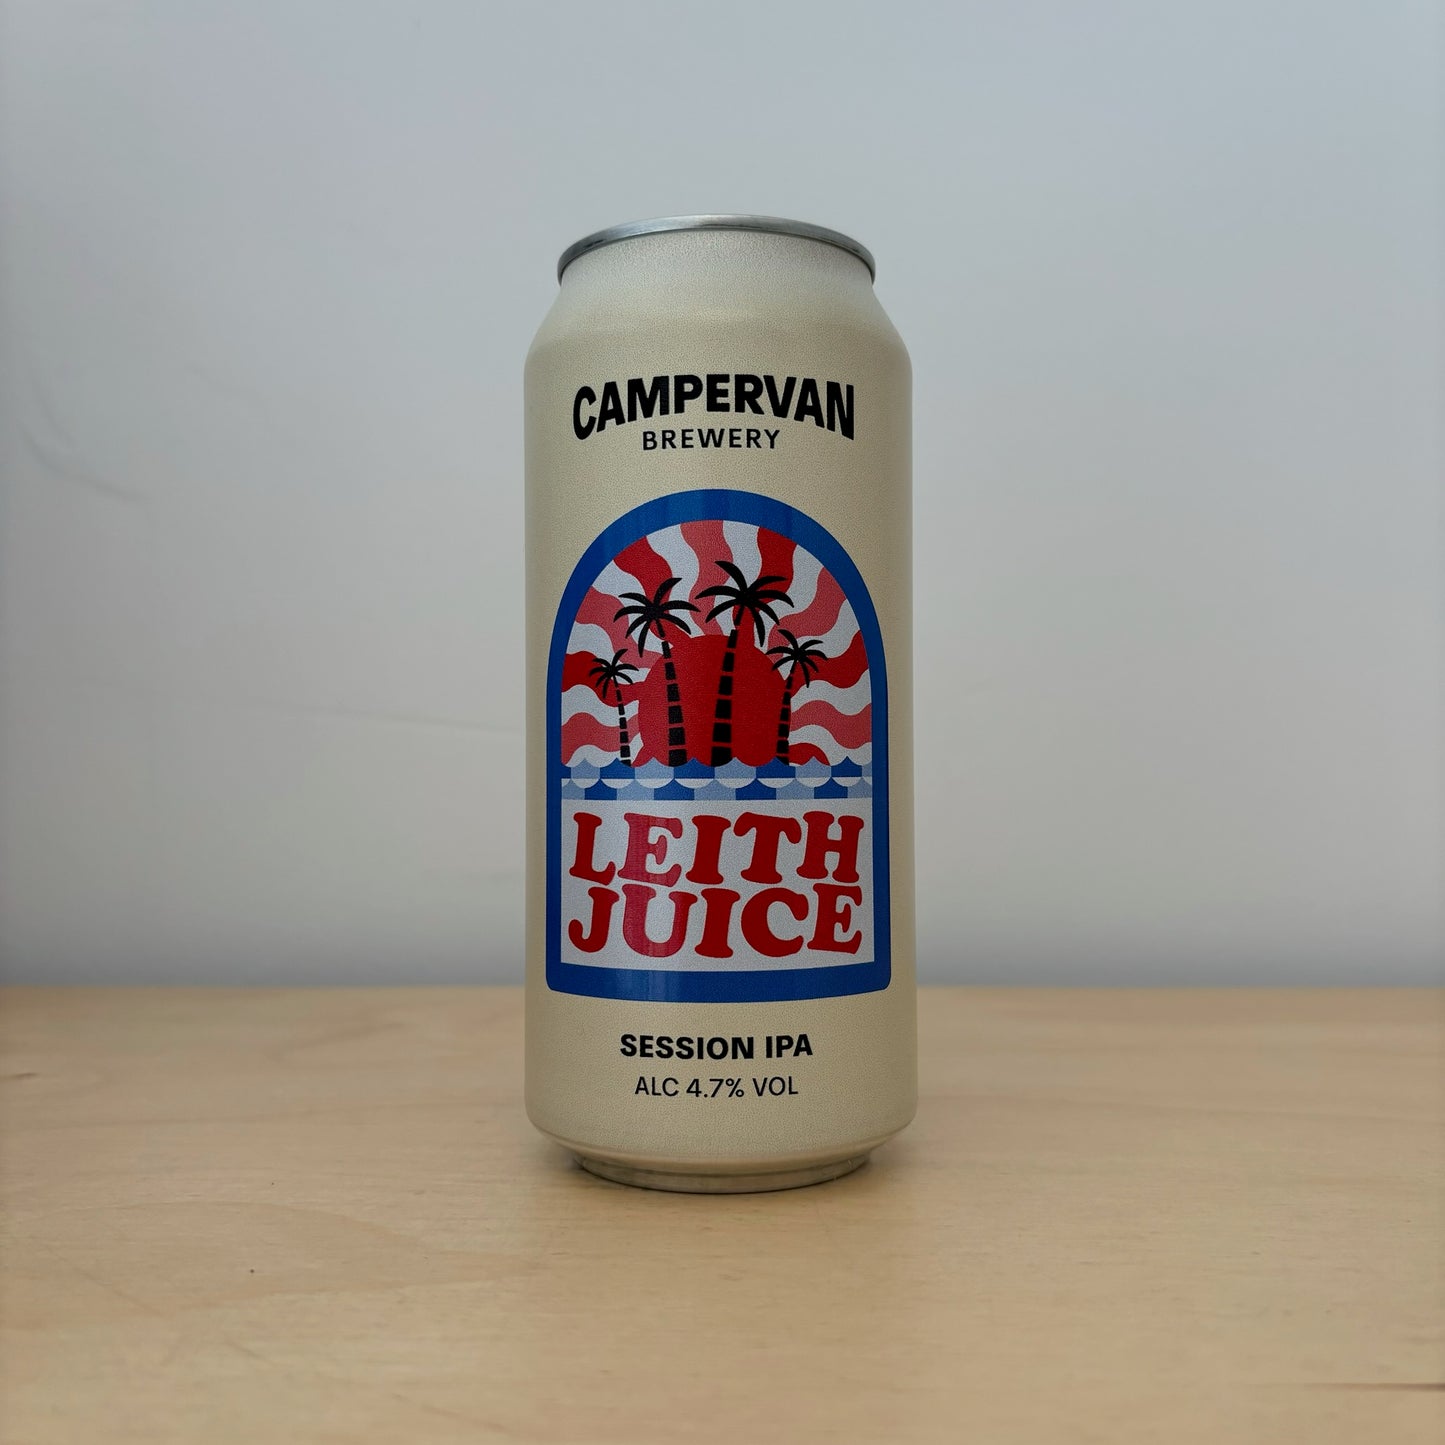 CAMPERVAN
BREWERY
LEITH
JUICE
SESSION IPA
ALC 4.7% VOL